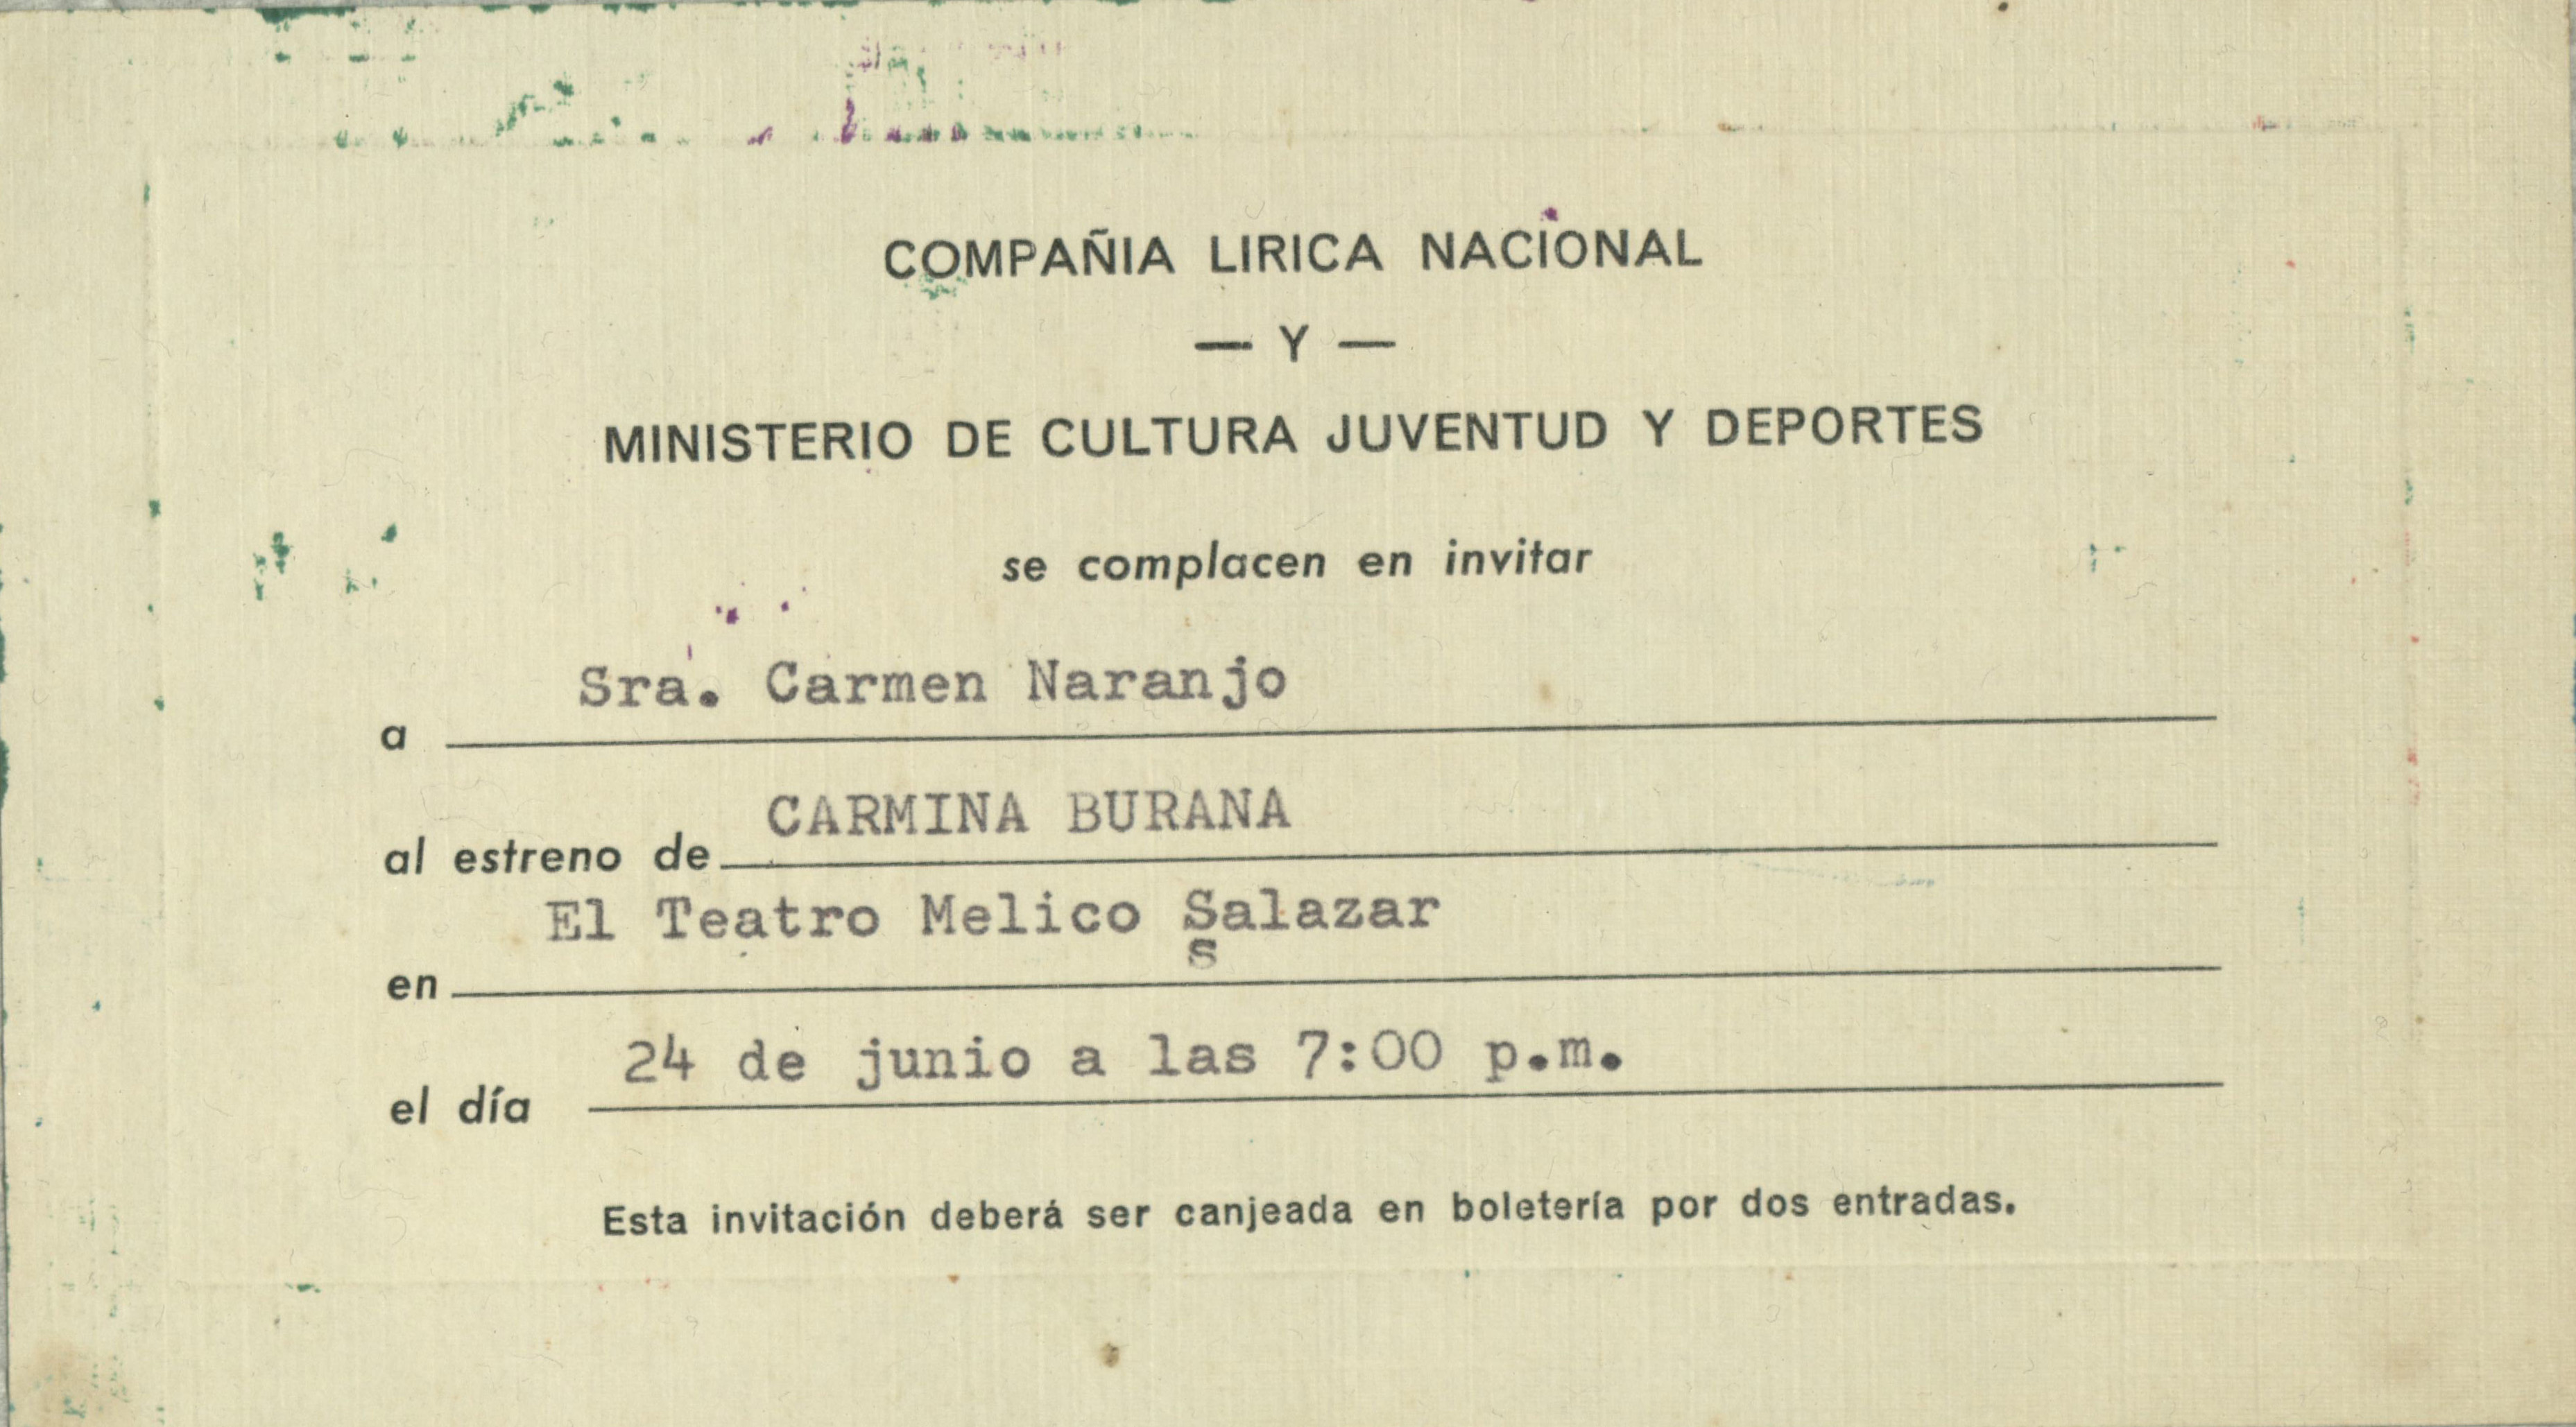 COMPAÑIA LIRICA NACIONAL
— Y —
MINISTERIO DE CULTURA JUVENTUD Y DEPORTES
se complacen en invitar
a Sra. Carmen Naranjo
al estreno de CARMINA BURANA
en El Teatro Melico Salazar
s
el día 24 de junio a las 7:00 p.m.
Esta invitación deberá ser canjeada en boletería por dos entradas.